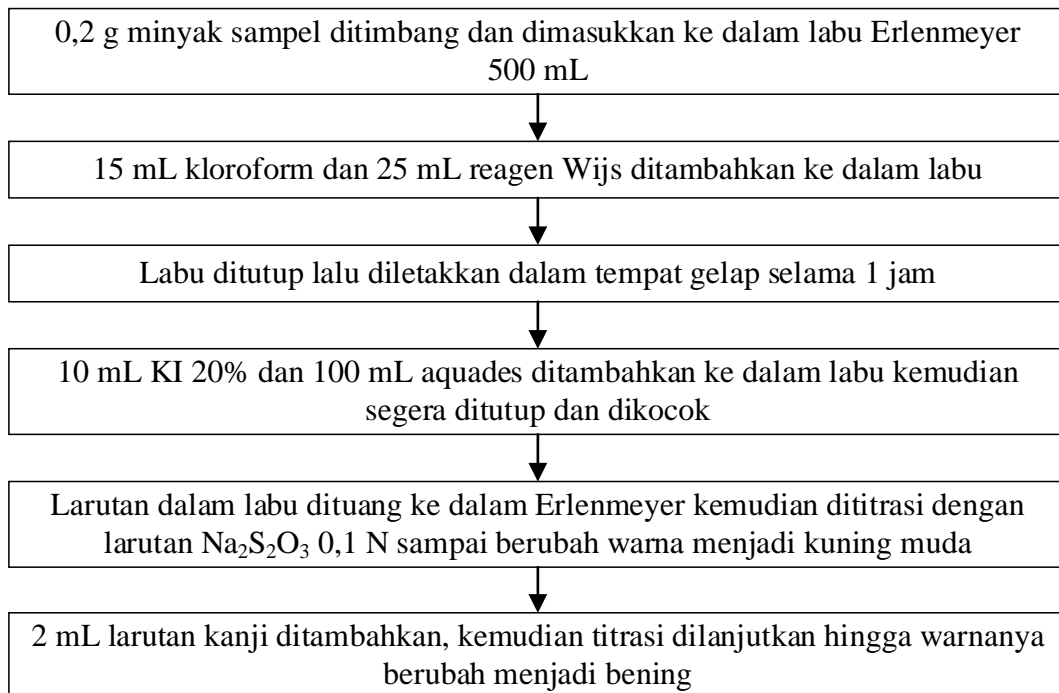 0,2 g minyak sampel ditimbang dan dimasukkan ke dalam labu Erlenmeyer
500 mL
15 mL kloroform dan 25 mL reagen Wijs ditambahkan ke dalam labu
Labu ditutup lalu diletakkan dalam tempat gelap selama 1 jam
10 mL KI 20% dan 100 mL aquades ditambahkan ke dalam labu kemudian
segera ditutup dan dikocok
Larutan dalam labu dituang ke dalam Erlenmeyer kemudian dititrasi dengan
larutan Na₂S₂O₃ 0,1 N sampai berubah warna menjadi kuning muda
2 mL larutan kanji ditambahkan, kemudian titrasi dilanjutkan hingga warnanya
berubah menjadi bening